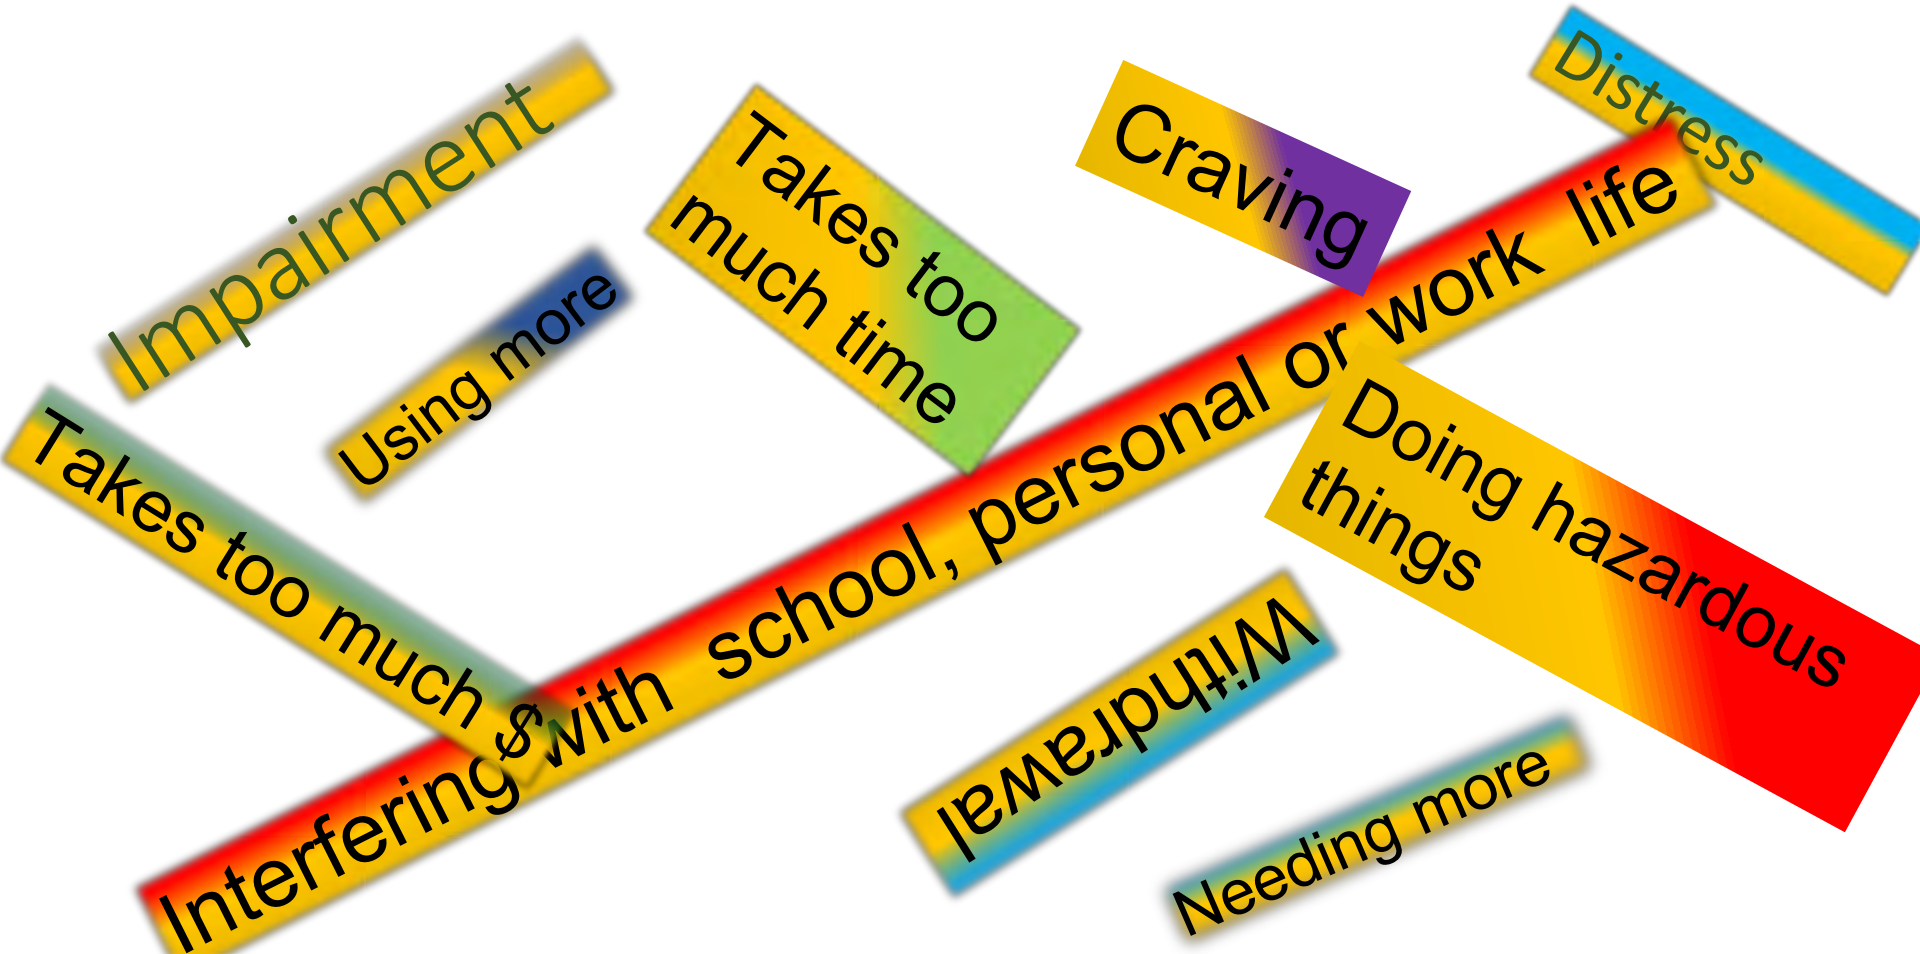 Impairment
Takes too
much time
Craving
Distress
Using more
Takes too much $
Interfering with school, personal or work life
Doing hazardous
things
Withdrawal
Needing more